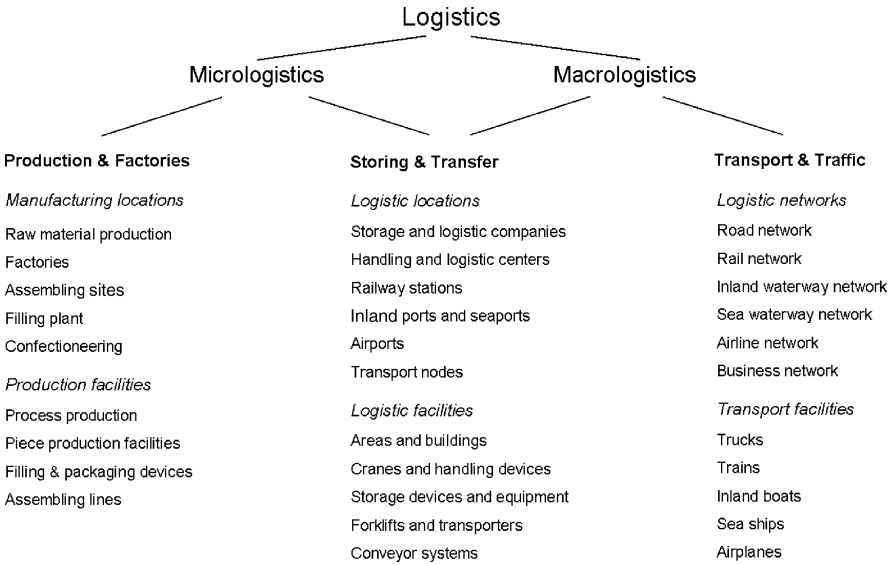 Logistics
Micrologistics
Macrologistics
Production & Factories
Manufacturing locations
Raw material production
Factories
Assembling sites
Filling plant
Confectioneering
Production facilities
Process production
Piece production facilities
Filling & packaging devices
Assembling lines
Storing & Transfer
Logistic locations
Storage and logistic companies
Handling and logistic centers
Railway stations
Inland ports and seaports
Airports
Transport nodes
Logistic facilities
Areas and buildings
Cranes and handling devices
Storage devices and equipment
Forklifts and transporters
Conveyor systems
Transport & Traffic
Logistic networks
Road network
Rail network
Inland waterway network
Sea waterway network
Airline network
Business network
Transport facilities
Trucks
Trains
Inland boats
Sea ships
Airplanes